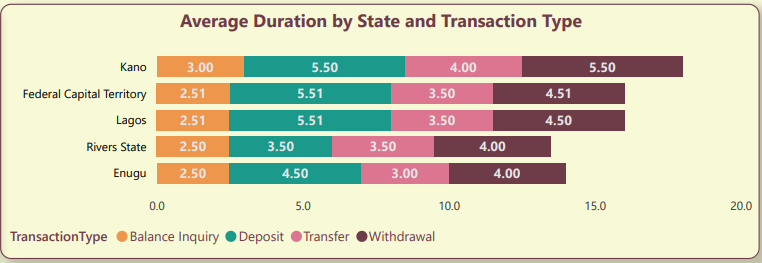 Average Duration by State and Transaction Type
Kano 3.00 5.50 4.00 5.50
Federal Capital Territory 2.51 5.51 3.50 4.51
Lagos 2.51 5.51 3.50 4.50
Rivers State 2.50 3.50 3.50 4.00
Enugu 2.50 4.50 3.00 4.00
0.0 5.0 10.0 15.0 20.0
TransactionType Balance Inquiry Deposit Transfer Withdrawal